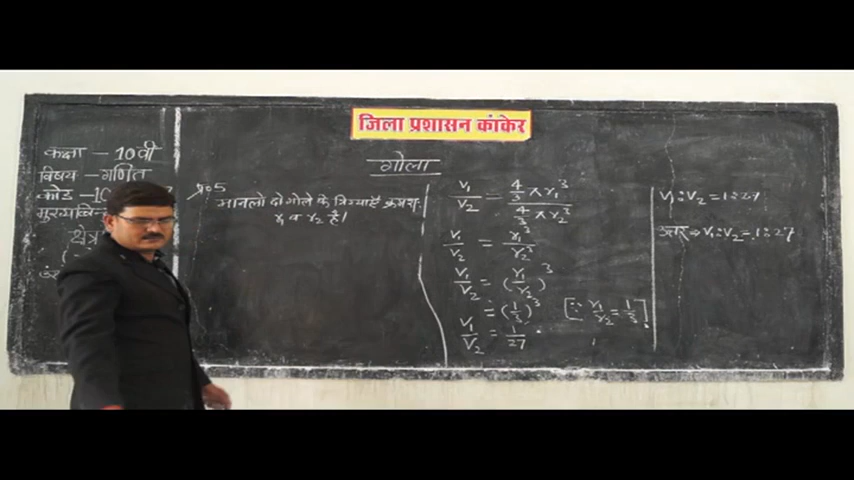 जिला प्रशासन कांकेर
गोला
कक्षा – 10वीं
विषय – गणित
कोड – 10
प्र०5
मानलो दो गोले कि त्रिज्याएँ क्रमशः
r₁ व r₂ है।
V₁/V₂ = (4/3 π r₁³)/(4/3 π r₂³)
V₁/V₂ = r₁³/r₂³
V₁/V₂ = (r₁/r₂)³
= (1/3)³ [∵ r₁/r₂ = 1/3]
V₁/V₂ = 1/27
V₁:V₂ = 1:27
उत्तर ⇒ V₁:V₂ = 1:27